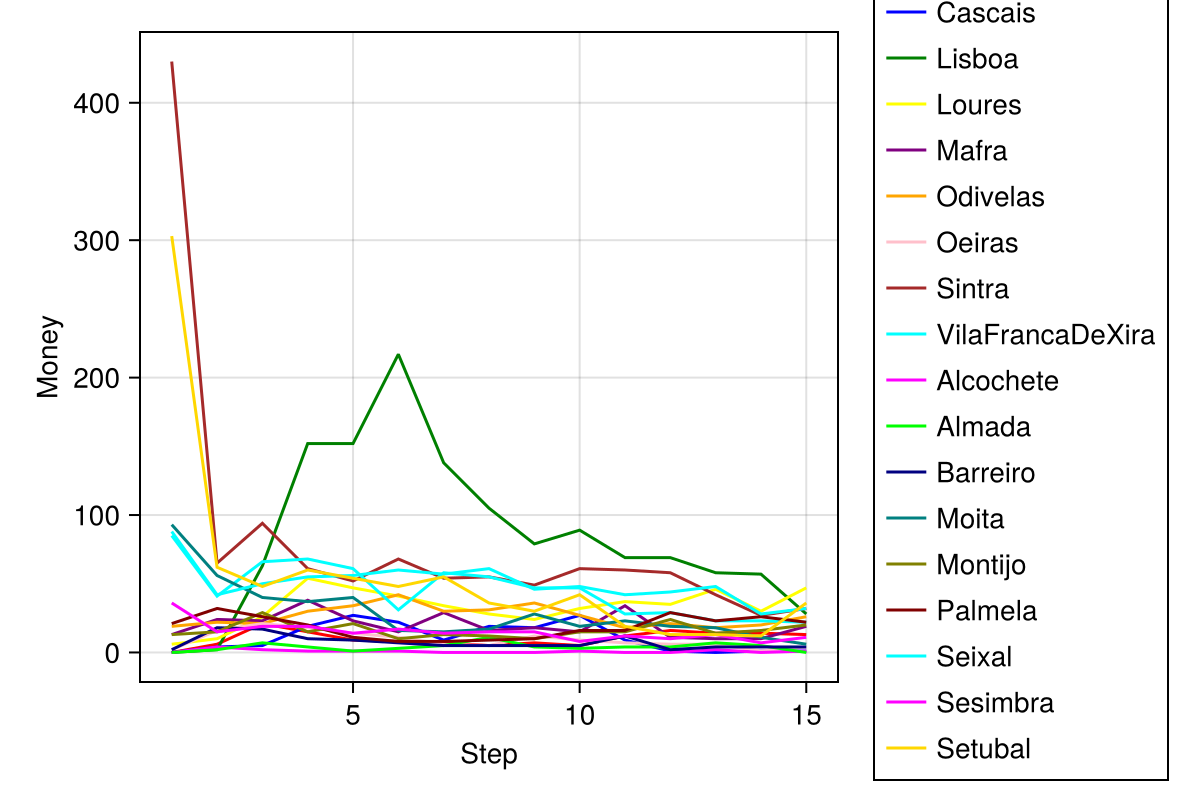 Cascais
Lisboa
Loures
Mafra
Odivelas
Oeiras
Sintra
VilaFrancaDeXira
Alcochete
Almada
Barreiro
Moita
Montijo
Palmela
Seixal
Sesimbra
Setubal
Money
400
300
200
100
0
5 10 15
Step